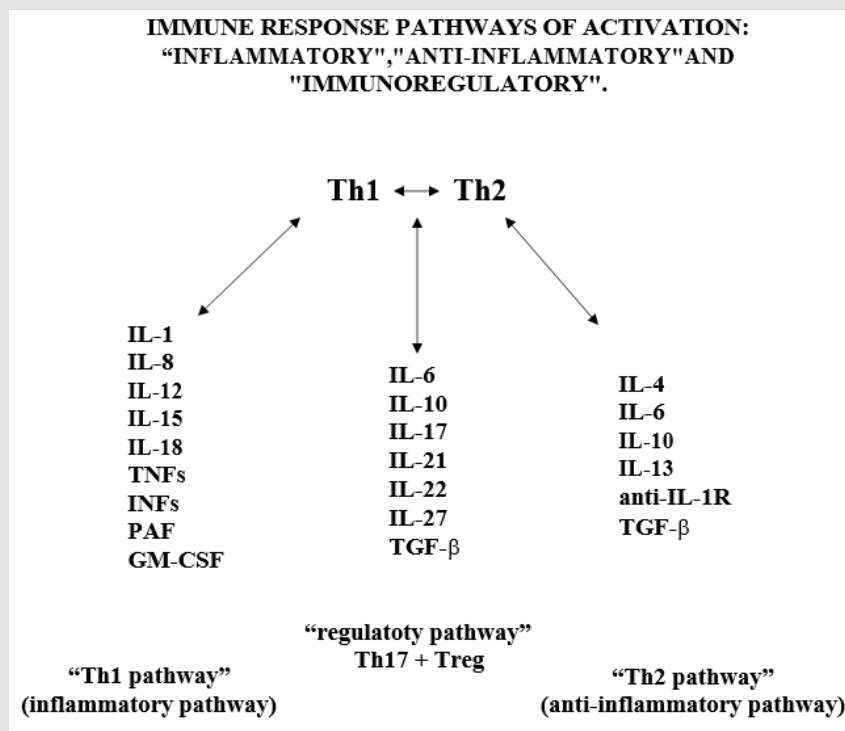 IMMUNE RESPONSE PATHWAYS OF ACTIVATION:
“INFLAMMATORY","ANTI-INFLAMMATORY"AND
"IMMUNOREGULATORY".
Th1 ↔ Th2
IL-1
IL-8
IL-12
IL-15
IL-18
TNFs
INFs
PAF
GM-CSF
IL-6
IL-10
IL-17
IL-21
IL-22
IL-27
TGF-β
IL-4
IL-6
IL-10
IL-13
anti-IL-1R
TGF-β
“Th1 pathway”
(inflammatory pathway)
“regulatoty pathway”
Th17 + Treg
“Th2 pathway”
(anti-inflammatory pathway)